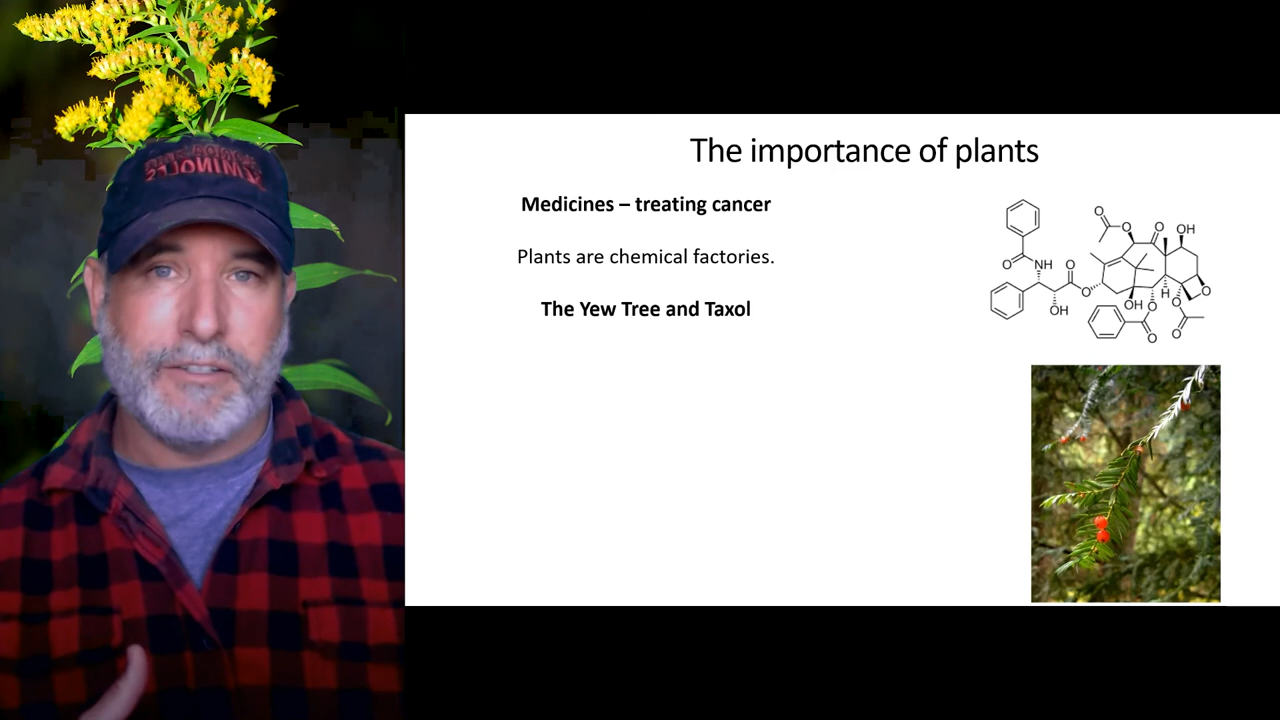 The importance of plants
Medicines – treating cancer
Plants are chemical factories.
The Yew Tree and Taxol
O
O O OH
O NH O
O H O
OH OH O O
O O